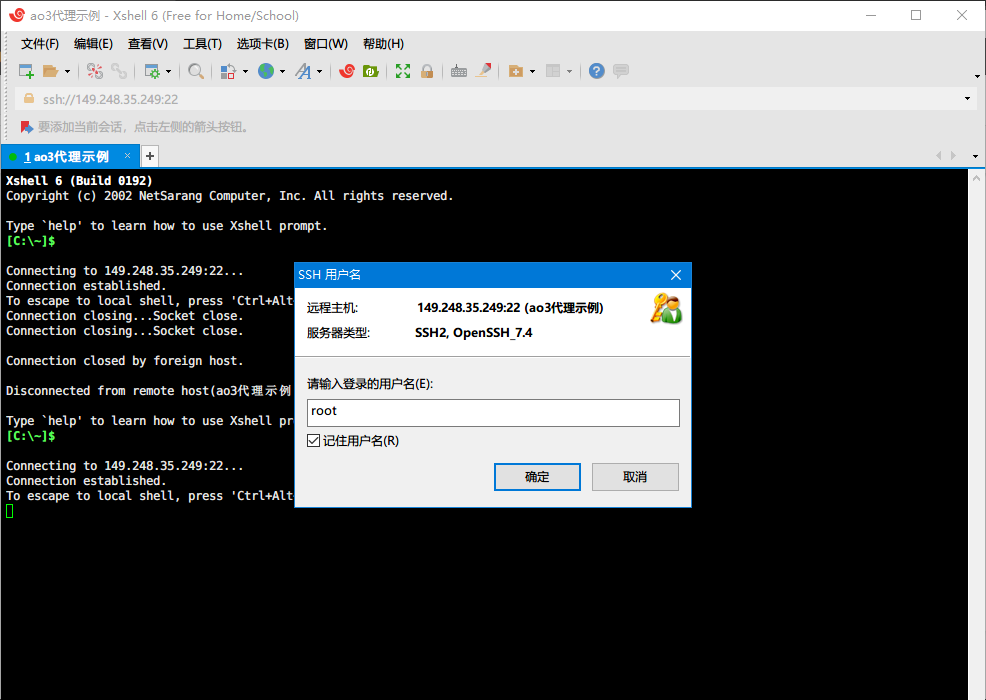 ao3代理示例 - Xshell 6 (Free for Home/School)
文件(F) 编辑(E) 查看(V) 工具(T) 选项卡(B) 窗口(W) 帮助(H)
ssh://149.248.35.249:22
要添加当前会话，点击左侧的箭头按钮。
1 ao3代理示例 × +
Xshell 6 (Build 0192)
Copyright (c) 2002 NetSarang Computer, Inc. All rights reserved.
Type `help' to learn how to use Xshell prompt.
[C:\~]$
Connecting to 149.248.35.249:22...
Connection established.
To escape to local shell, press 'Ctrl+Alt
Connection closing...Socket close.
Connection closing...Socket close.
Connection closed by foreign host.
Disconnected from remote host(ao3代理示例
Type `help' to learn how to use Xshell pr
[C:\~]$
Connecting to 149.248.35.249:22...
Connection established.
To escape to local shell, press 'Ctrl+Alt
SSH 用户名
远程主机: 149.248.35.249:22 (ao3代理示例)
服务器类型: SSH2, OpenSSH_7.4
请输入登录的用户名(E):
root
记住用户名(R)
确定 取消